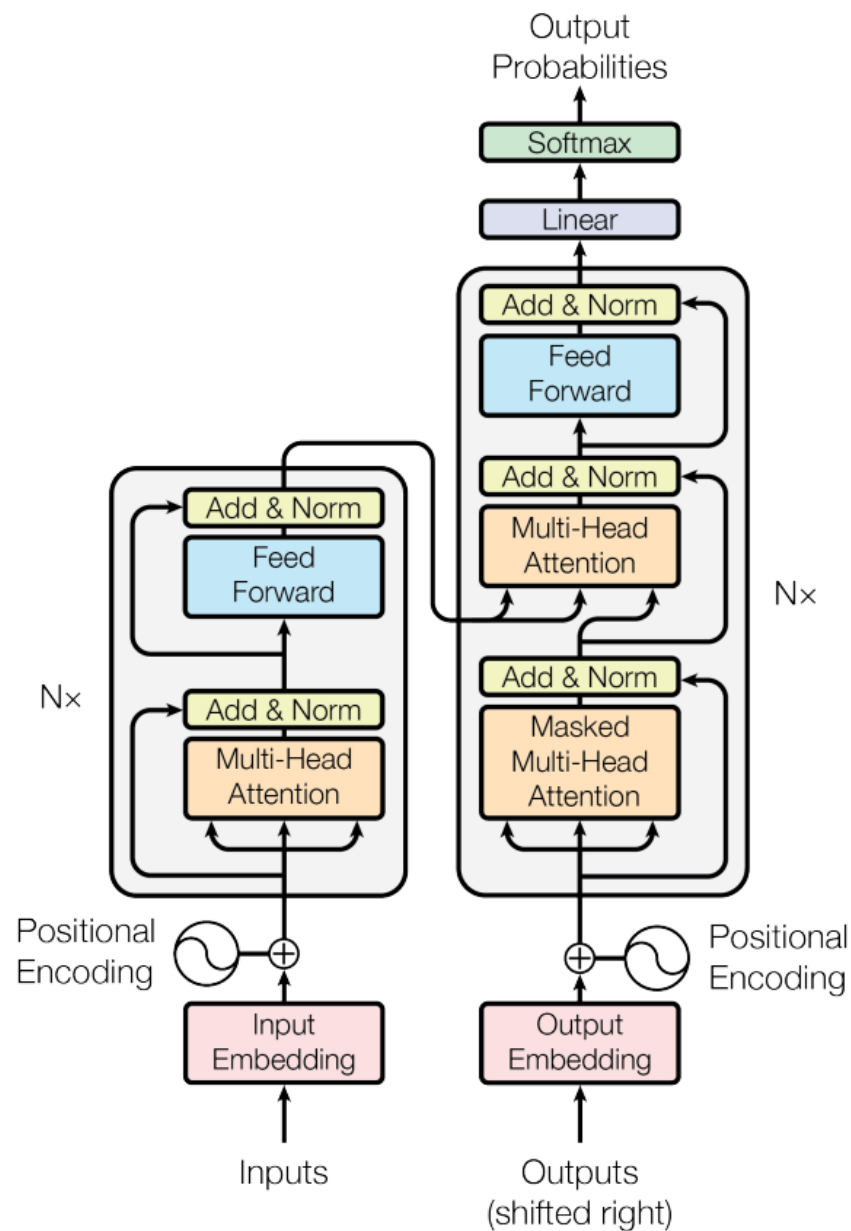 Output
Probabilities
Softmax
Linear
Add & Norm
Feed
Forward
Add & Norm
Multi-Head
Attention
Add & Norm
Masked
Multi-Head
Attention
Nx
Add & Norm
Feed
Forward
Add & Norm
Multi-Head
Attention
Nx
Positional
Encoding
Positional
Encoding
Input
Embedding
Output
Embedding
Inputs
Outputs
(shifted right)